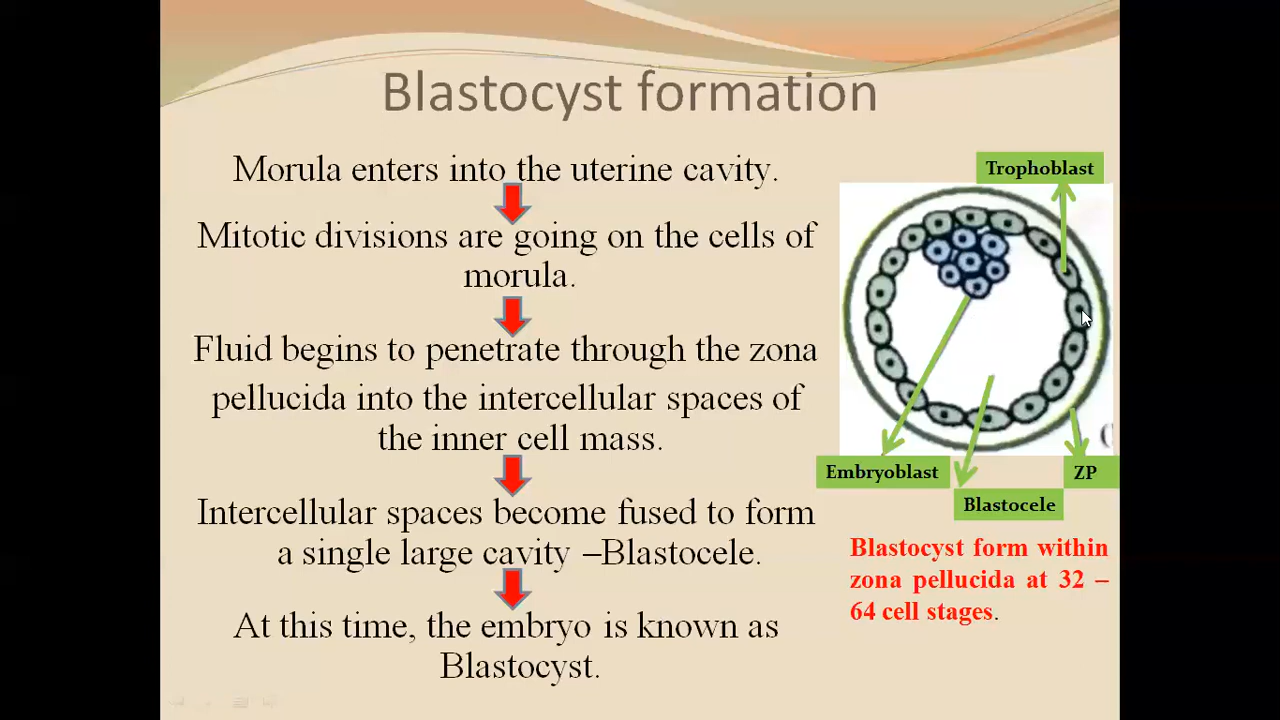 Blastocyst formation
Morula enters into the uterine cavity.
Mitotic divisions are going on the cells of
morula.
Fluid begins to penetrate through the zona
pellucida into the intercellular spaces of
the inner cell mass.
Intercellular spaces become fused to form
a single large cavity –Blastocele.
At this time, the embryo is known as
Blastocyst.
Trophoblast
Embryoblast
ZP
Blastocele
Blastocyst form within
zona pellucida at 32 –
64 cell stages.